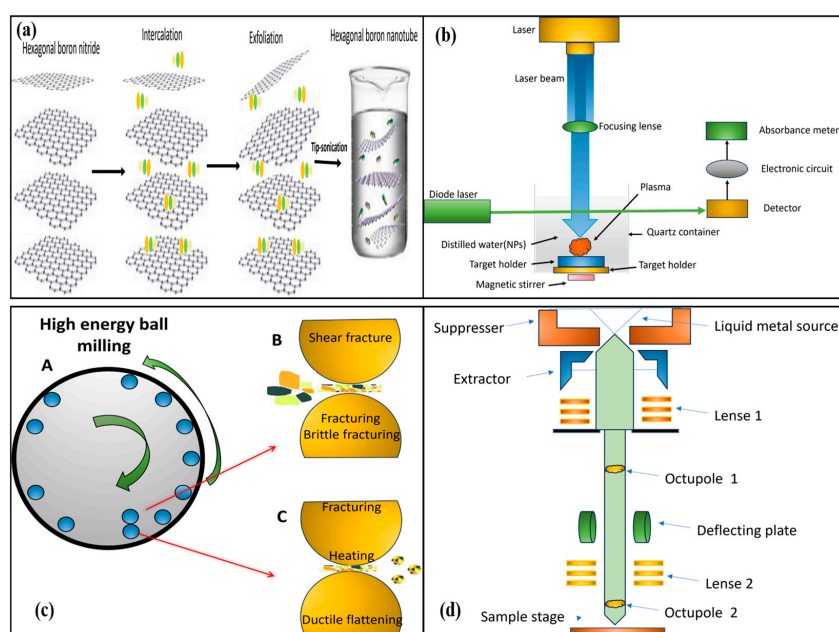 (a)
Hexagonal boron nitride
Intercalation
Exfoliation
Hexagonal boron nanotube
Tip-sonication
(b)
Laser
Laser beam
Focusing lense
Absorbance meter
Electronic circuit
Detector
Diode laser
Plasma
Quartz container
Distilled water(NPs)
Target holder
Target holder
Magnetic stirrer
(c)
High energy ball
milling
A
B
Shear fracture
Fracturing
Brittle fracturing
C
Fracturing
Heating
Ductile flattening
(d)
Suppresser
Liquid metal source
Extractor
Lense 1
Octupole 1
Deflecting plate
Lense 2
Octupole 2
Sample stage